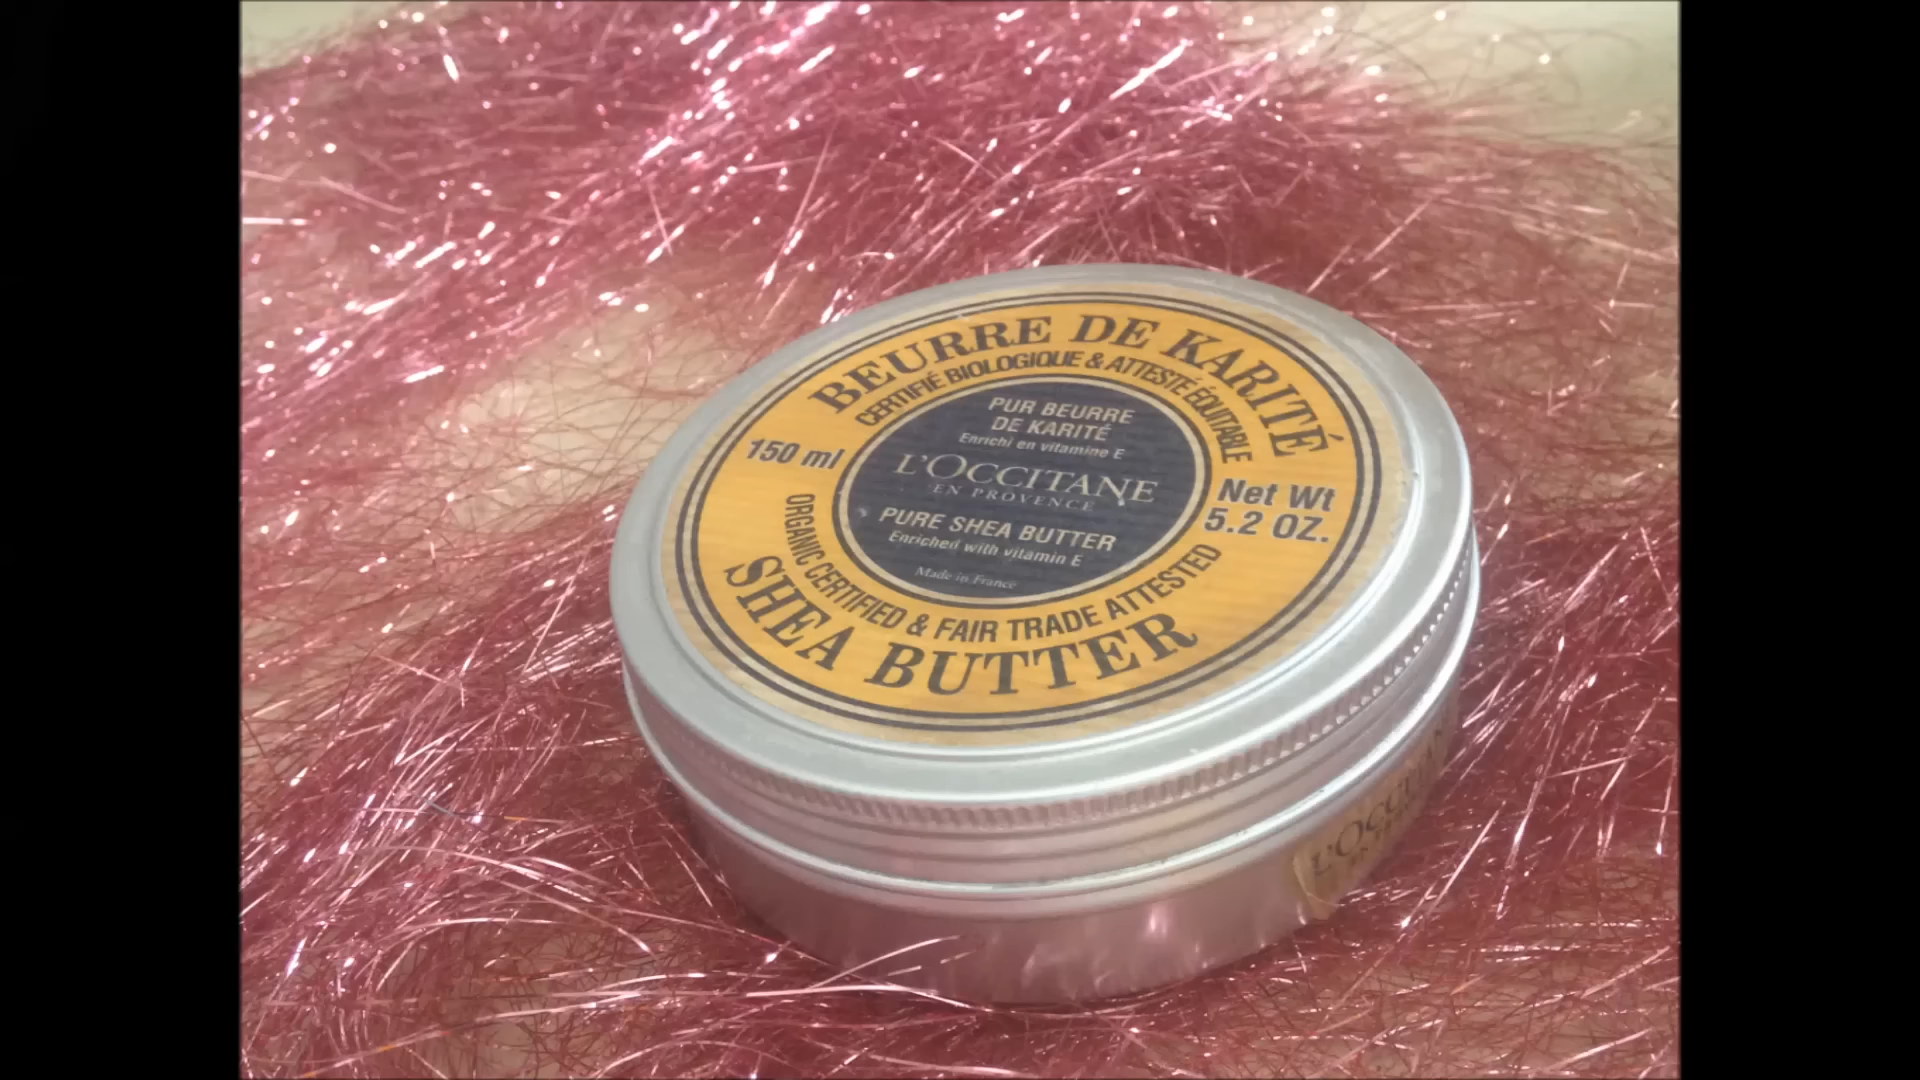 BEURRE DE KARITÉ
CERTIFIÉ BIOLOGIQUE & ATTESTÉ ÉQUITABLE
PUR BEURRE
DE KARITÉ
Enrichi en vitamine E
150 ml
L'OCCITANE
EN PROVENCE
Net Wt
5.2 OZ.
PURE SHEA BUTTER
Enriched with vitamin E
Made in France
ORGANIC CERTIFIED & FAIR TRADE ATTESTED
SHEA BUTTER
L'OCCITAN